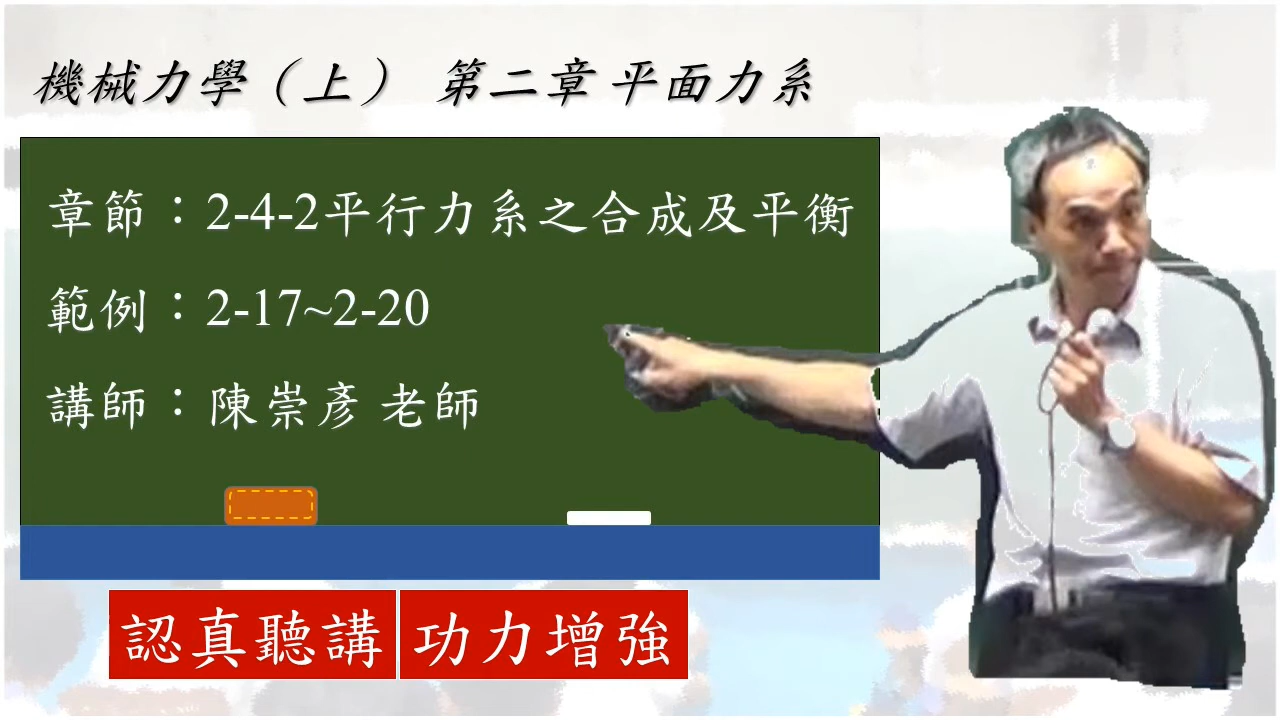 機械力學（上） 第二章 平面力系
章節：2-4-2平行力系之合成及平衡
範例：2-17~2-20
講師：陳崇彥 老師
認真聽講 功力增強